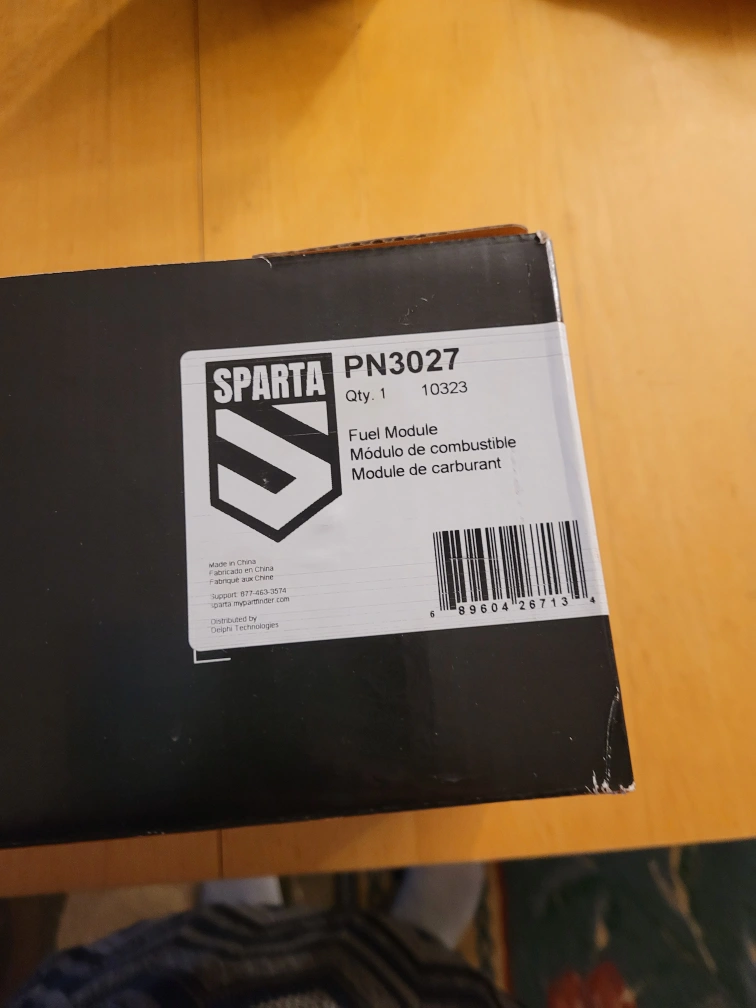 SPARTA
PN3027
Qty. 1 10323
Fuel Module
Módulo de combustible
Module de carburant
Made in China
Fabricado en China
Fabriqué aux Chine
Support: 877-463-3574
sparta.mypartfinder.com
Distributed by
Delphi Technologies
6 89604 26713 4